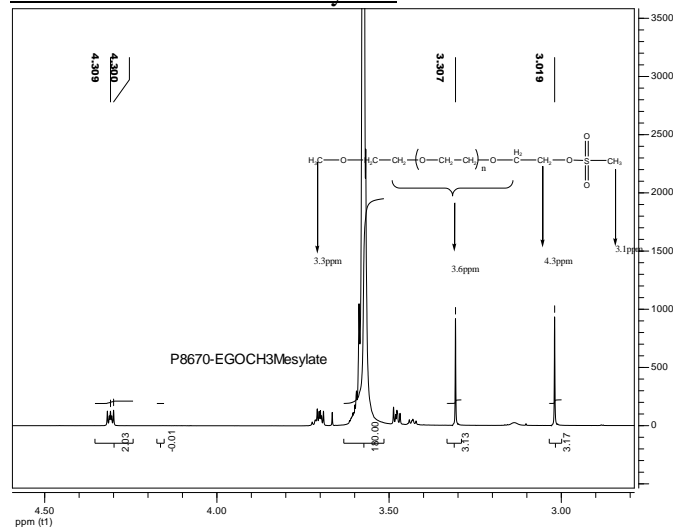 4.309
4.300
3.307
3.019
3500
3000
2500
2000
1500
1000
500
0
H₃C—O—H₂C—CH₂—(O—CH₂—CH₂)n—O—C—CH₂—O—S—CH₃
H₂
O
O
3.3ppm
3.6ppm
4.3ppm
3.1ppm
P8670-EGOCH3Mesylate
2.03
-0.01
180.00
3.13
3.17
4.50
4.00
3.50
3.00
ppm (t1)